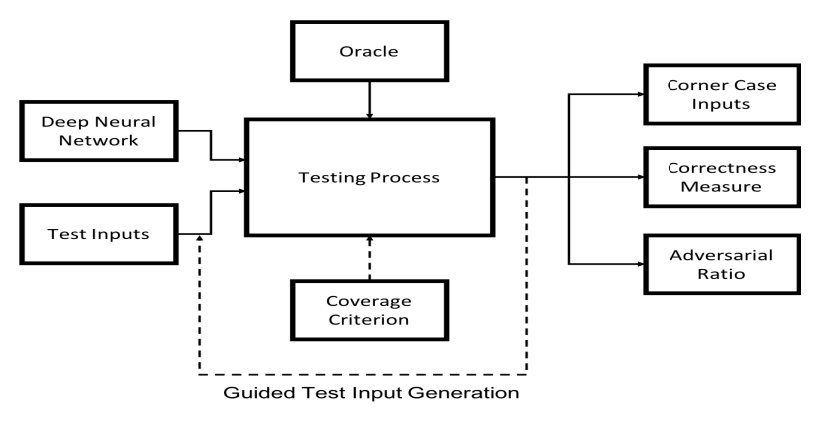 Oracle
Deep Neural
Network
Test Inputs
Testing Process
Coverage
Criterion
Corner Case
Inputs
Correctness
Measure
Adversarial
Ratio
Guided Test Input Generation